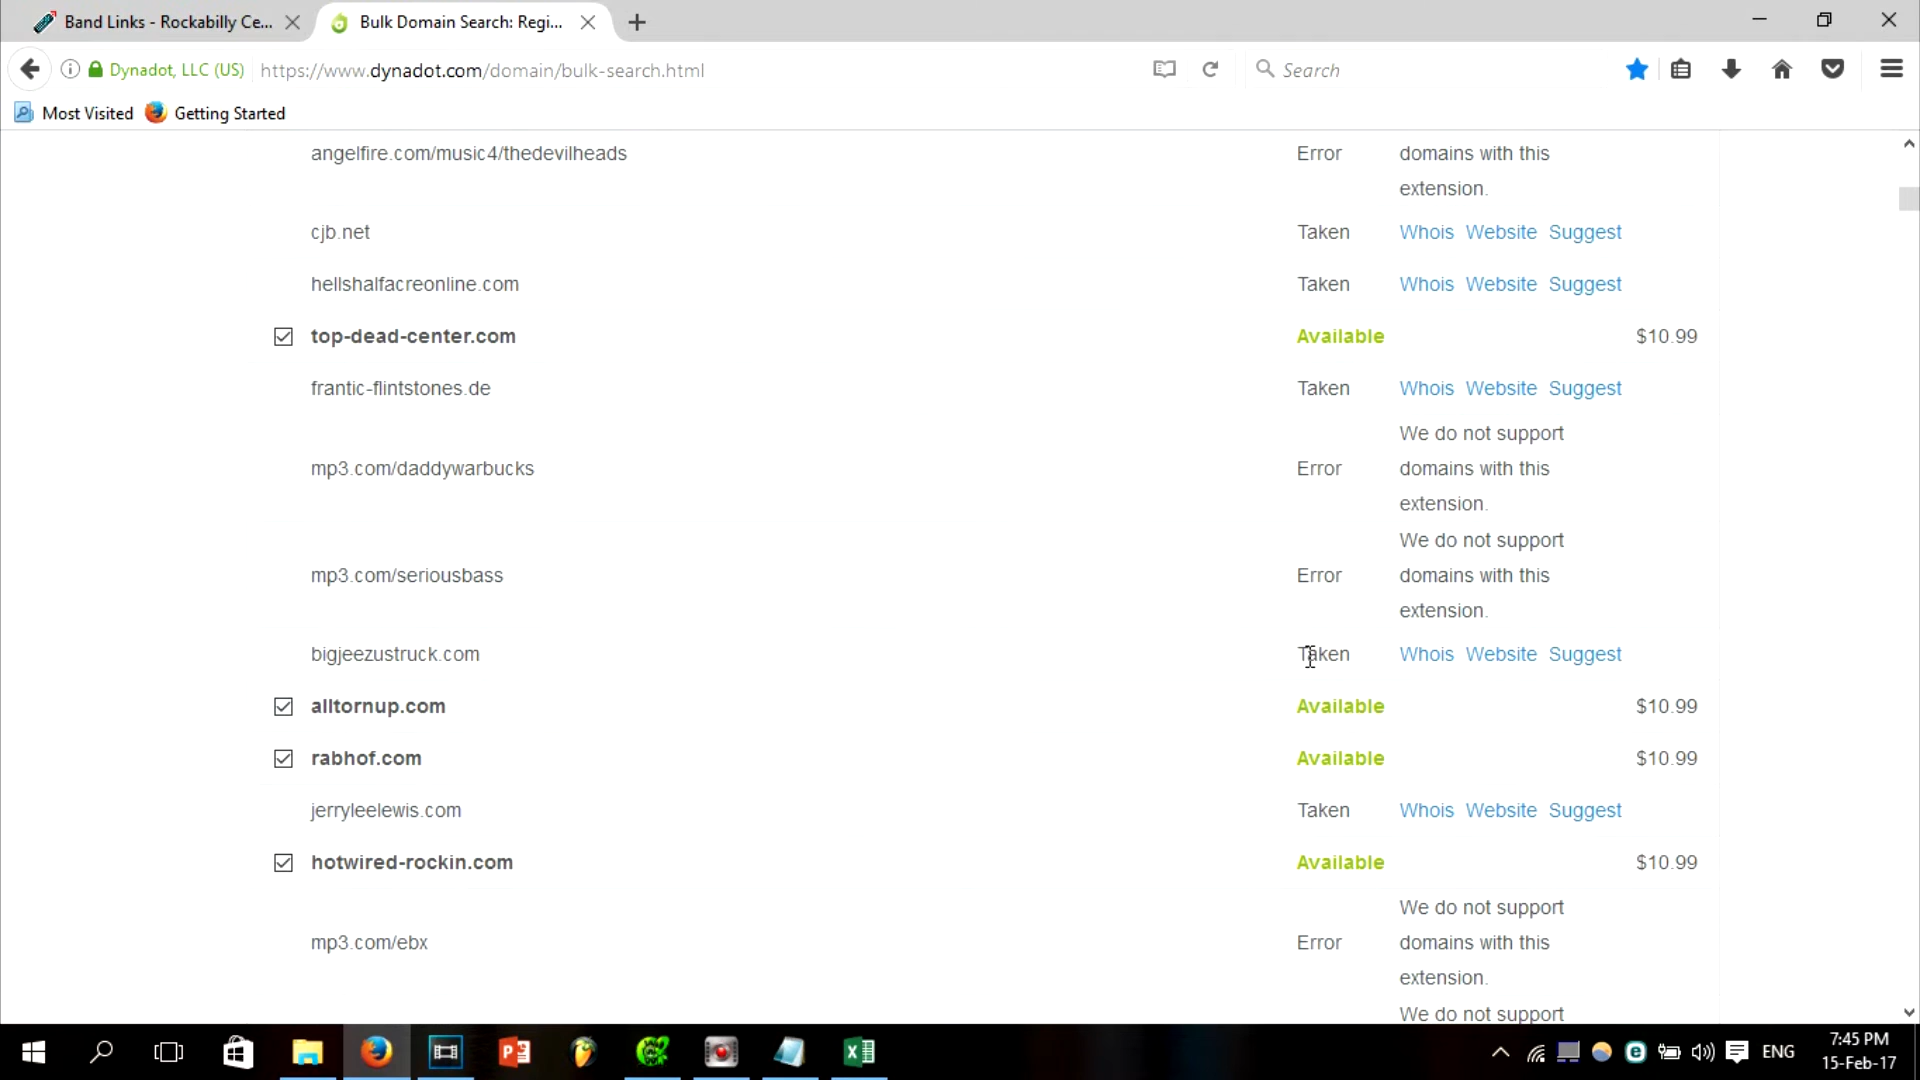 Band Links - Rockabilly Ce...
Bulk Domain Search: Regi...
Dynadot, LLC (US) https://www.dynadot.com/domain/bulk-search.html
Search
Most Visited Getting Started
angelfire.com/music4/thedevilheads Error domains with this
extension.
cjb.net Taken Whois Website Suggest
hellshalfacreonline.com Taken Whois Website Suggest
top-dead-center.com Available $10.99
frantic-flintstones.de Taken Whois Website Suggest
We do not support
mp3.com/daddywarbucks Error domains with this
extension.
We do not support
mp3.com/seriousbass Error domains with this
extension.
bigjeezustruck.com Taken Whois Website Suggest
alltornup.com Available $10.99
rabhof.com Available $10.99
jerryleelewis.com Taken Whois Website Suggest
hotwired-rockin.com Available $10.99
We do not support
mp3.com/ebx Error domains with this
extension.
We do not support
ENG
7:45 PM
15-Feb-17